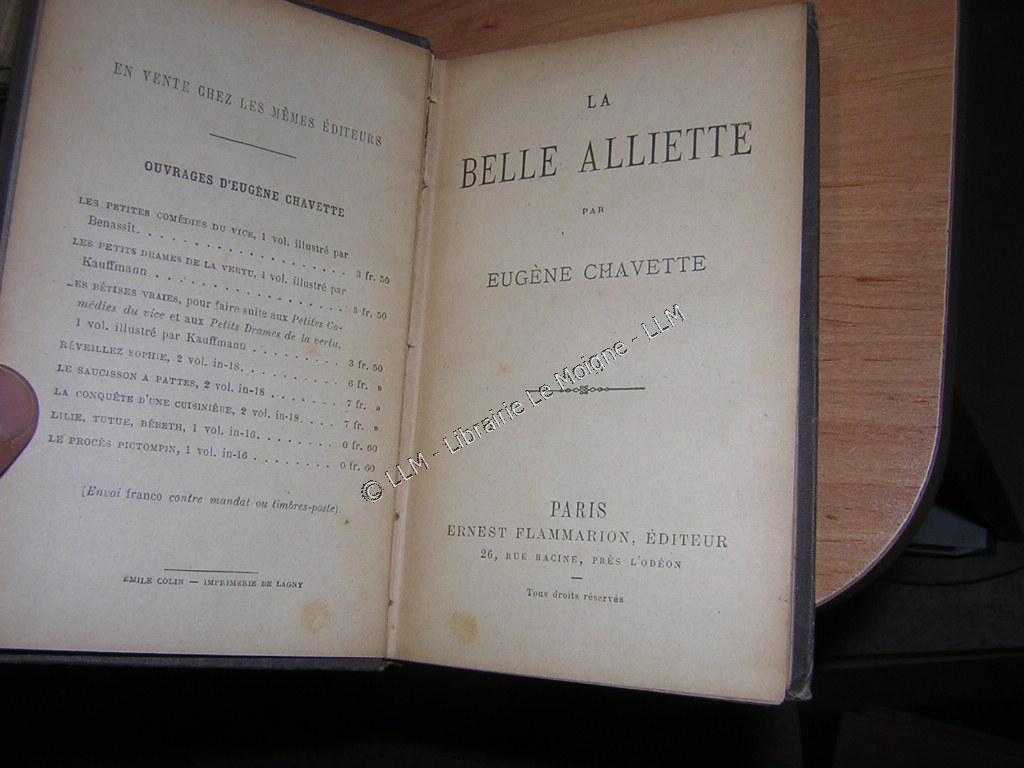 EN VENTE CHEZ LES MÊMES ÉDITEURS
OUVRAGES D'EUGÈNE CHAVETTE
LES PETITES COMÉDIES DU VICE, 1 vol. illustré par
Benassit. . . . . . . . . . . . . . . . . 3 fr. 50
LES PETITS DRAMES DE LA VERTU, 1 vol. illustré par
Kauffmann . . . . . . . . . . . . . . . . 3 fr. 50
LES BÊTISES VRAIES, pour faire suite aux Petites Co-
médies du vice et aux Petits Drames de la vertu,
1 vol. illustré par Kauffmann . . . . . . . . . 3 fr. 50
RÉVEILLEZ SOPHIE, 2 vol. in-18. . . . . . . . . . 6 fr. »
LE SAUCISSON A PATTES, 2 vol. in-18 . . . . . . . 7 fr. »
LA CONQUÊTE D'UNE CUISINIÈRE, 2 vol. in-18. . . . . 7 fr. »
LILIE, TUTUE, BÉBETH, 1 vol. in-16. . . . . . . . 0 fr. 60
LE PROCÈS PICTOMPIN, 1 vol. in-16 . . . . . . . . 0 fr. 60
(Envoi franco contre mandat ou timbres-poste)
ÉMILE COLIN — IMPRIMERIE DE LAGNY
LA
BELLE ALLIETTE
PAR
EUGÈNE CHAVETTE
PARIS
ERNEST FLAMMARION, ÉDITEUR
26, RUE RACINE, PRÈS L'ODÉON
Tous droits réservés
© LLM - Librairie Le Moigne - LLM